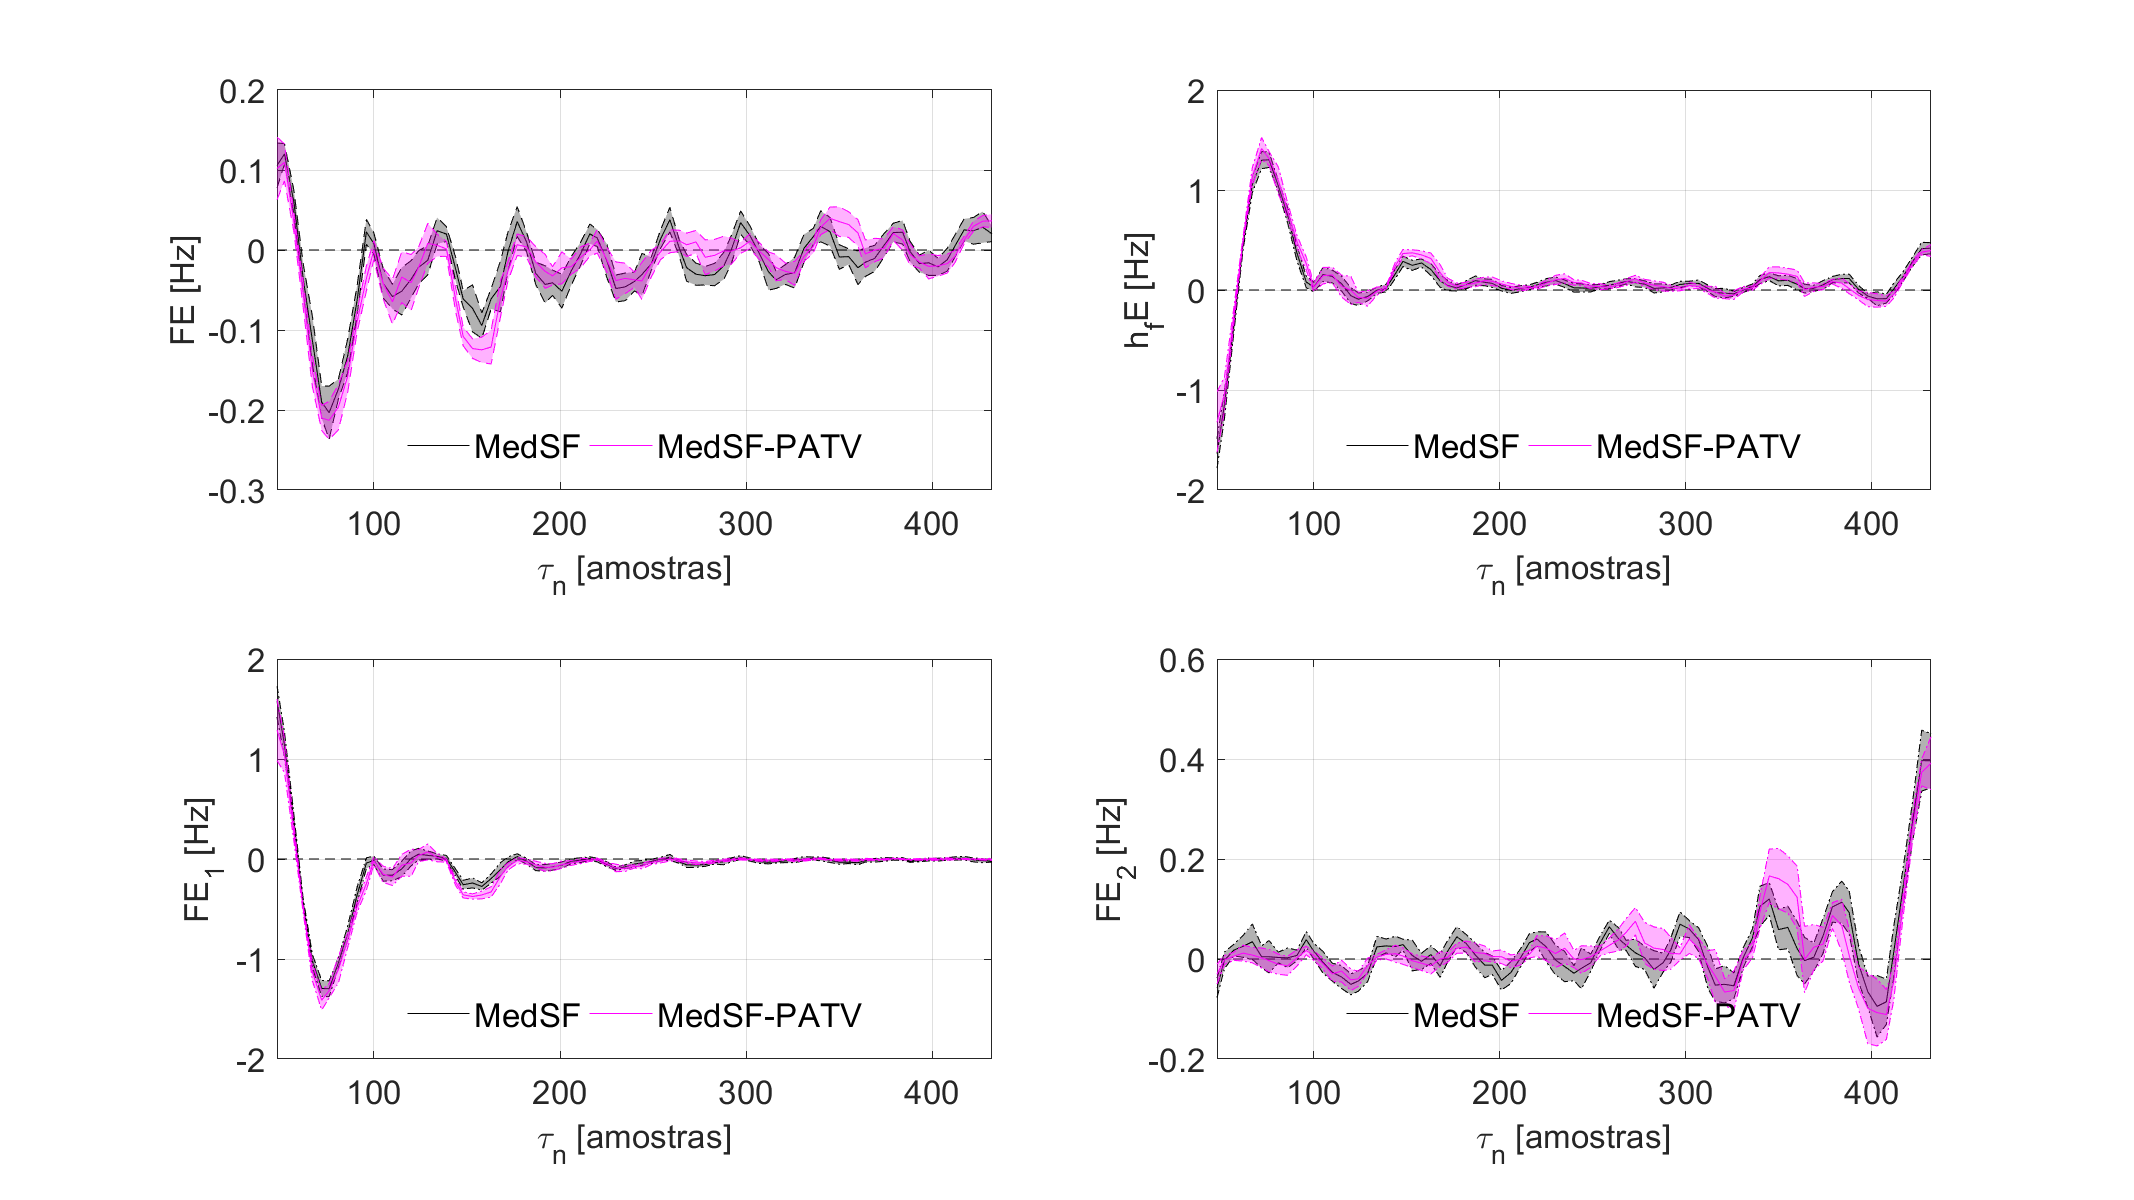 0.2
0.1
0
-0.1
-0.2
-0.3
FE [Hz]
MedSF MedSF-PATV
100 200 300 400
τn [amostras]
2
1
0
-1
-2
hfE [Hz]
MedSF MedSF-PATV
100 200 300 400
τn [amostras]
2
1
0
-1
-2
FE1 [Hz]
MedSF MedSF-PATV
100 200 300 400
τn [amostras]
0.6
0.4
0.2
0
-0.2
FE2 [Hz]
MedSF MedSF-PATV
100 200 300 400
τn [amostras]